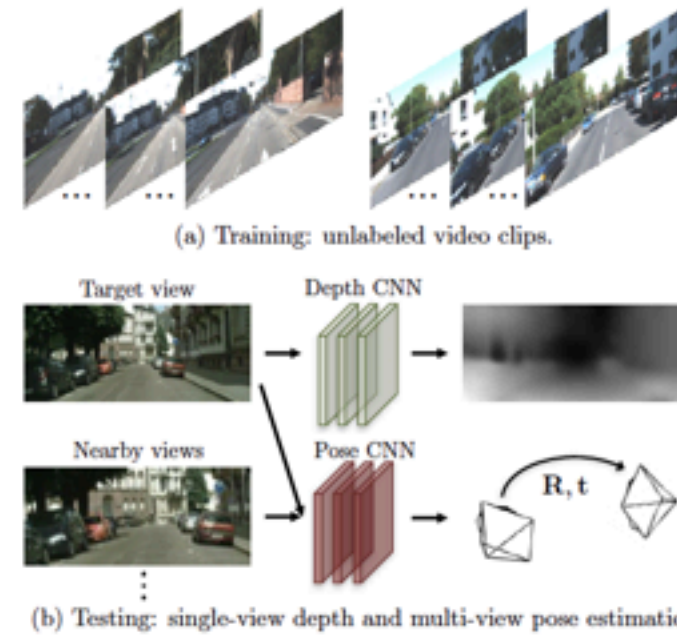 (a) Training: unlabeled video clips.
Target view
Depth CNN
Nearby views
Pose CNN
R, t
(b) Testing: single-view depth and multi-view pose estimatic